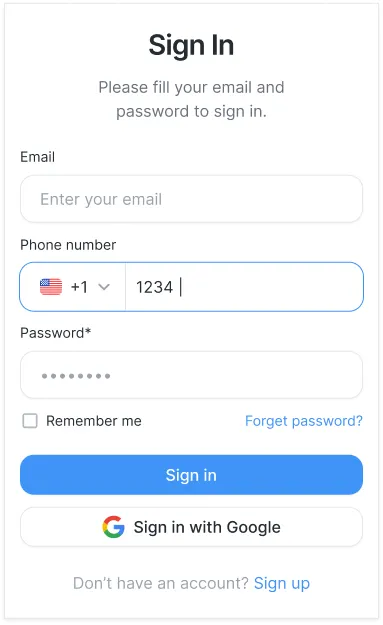 Sign In
Please fill your email and
password to sign in.
Email
Enter your email
Phone number
+1 1234
Password*
Remember me Forget password?
Sign in
Sign in with Google
Don't have an account? Sign up